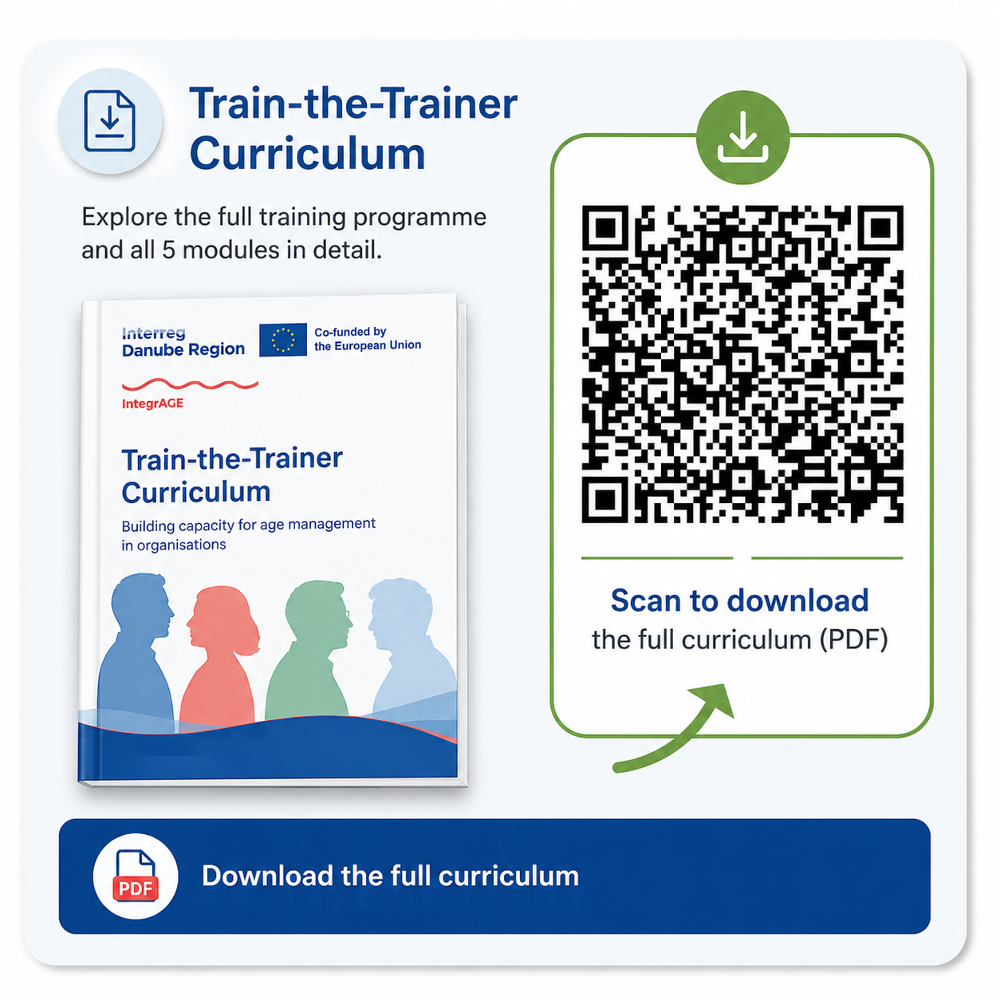 Train-the-Trainer
Curriculum
Explore the full training programme
and all 5 modules in detail.
Interreg
Danube Region
Co-funded by
the European Union
IntegrAGE
Train-the-Trainer
Curriculum
Building capacity for age management
in organisations
Scan to download
the full curriculum (PDF)
PDF
Download the full curriculum